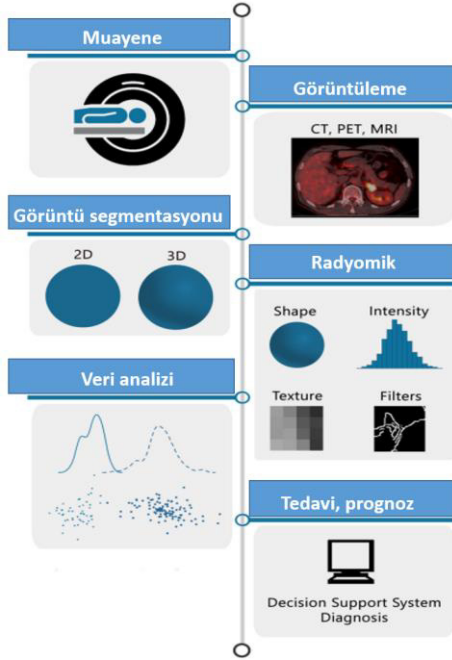 Muayene
Görüntüleme
CT, PET, MRI
Görüntü segmentasyonu
2D 3D
Radyomik
Shape Intensity
Texture Filters
Veri analizi
Tedavi, prognoz
Decision Support System
Diagnosis